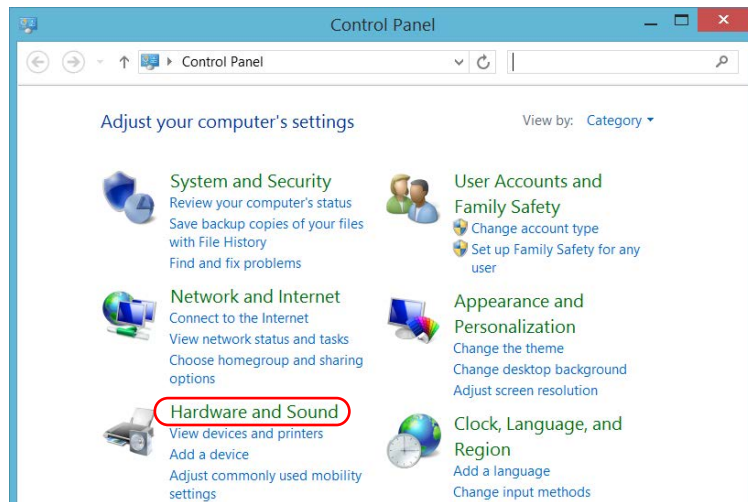 Control Panel
Control Panel
Adjust your computer's settings
View by: Category
System and Security
Review your computer's status
Save backup copies of your files
with File History
Find and fix problems
Network and Internet
Connect to the Internet
View network status and tasks
Choose homegroup and sharing
options
Hardware and Sound
View devices and printers
Add a device
Adjust commonly used mobility
settings
User Accounts and
Family Safety
Change account type
Set up Family Safety for any
user
Appearance and
Personalization
Change the theme
Change desktop background
Adjust screen resolution
Clock, Language, and
Region
Add a language
Change input methods